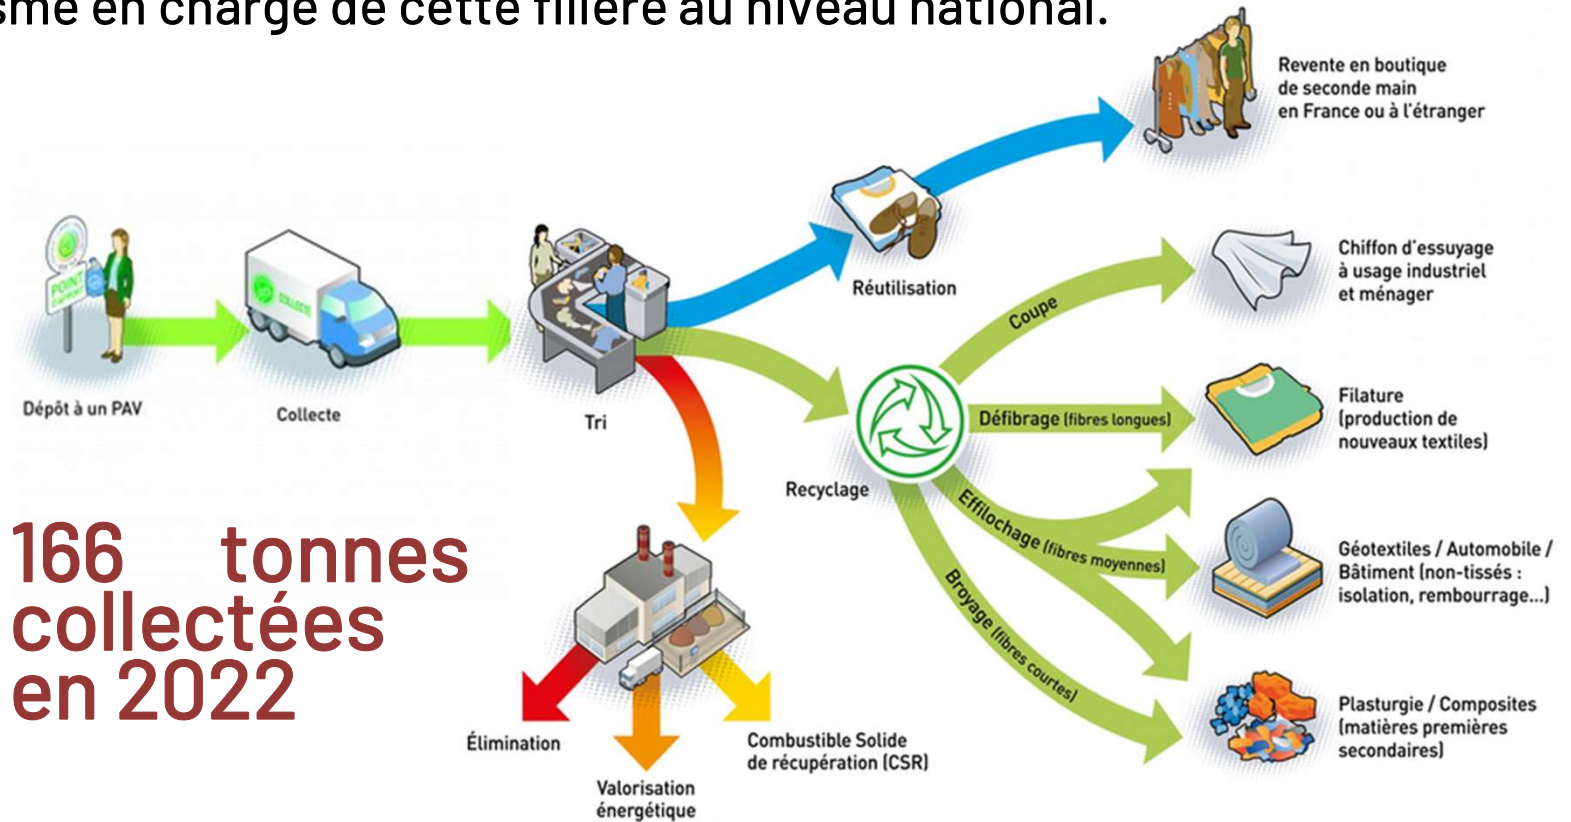 sme en charge de cette filière au niveau national.
Revente en boutique
de seconde main
en France ou à l'étranger
POINT
Dépôt à un PAV
COLLECTE
Collecte
Tri
Réutilisation
Recyclage
Coupe
Chiffon d'essuyage
à usage industriel
et ménager
Défibrage (fibres longues)
Filature
(production de
nouveaux textiles)
Effilochage (fibres moyennes)
Géotextiles / Automobile /
Bâtiment (non-tissés :
isolation, rembourrage...)
Broyage (fibres courtes)
Plasturgie / Composites
(matières premières
secondaires)
166 tonnes
collectées
en 2022
Élimination
Valorisation
énergétique
Combustible Solide
de récupération (CSR)